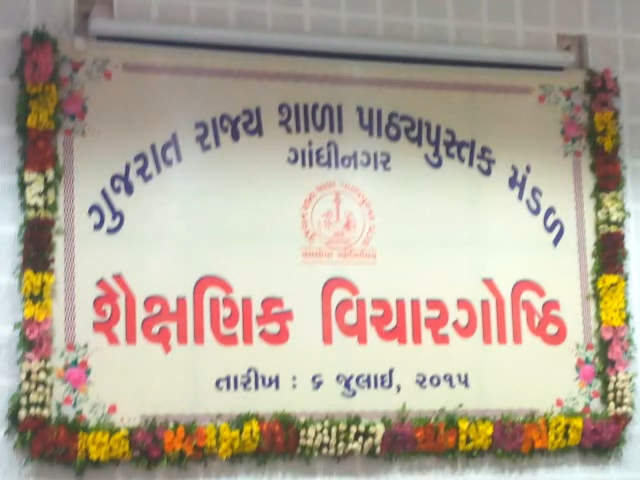 ગુજરાત રાજ્ય શાળા પાઠ્યપુસ્તક મંડળ
ગાંધીનગર
શૈક્ષણિક વિચારગોષ્ઠિ
તારીખ : ૬ જુલાઈ, ૨૦૧૫